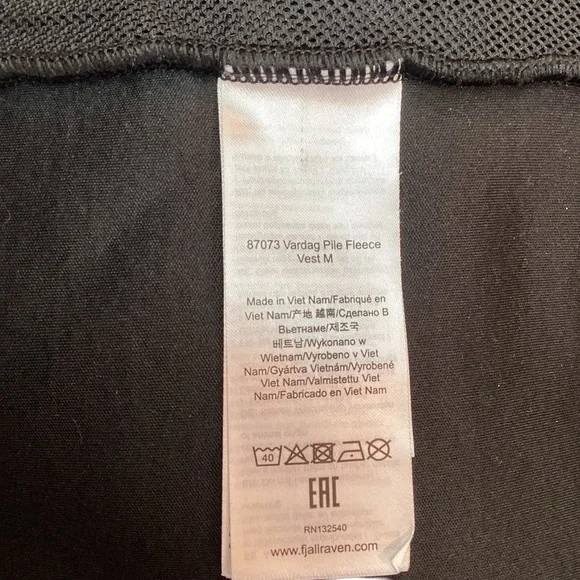 87073 Vardag Pile Fleece
Vest M
Made in Viet Nam/Fabriqué en
Viet Nam/产地 越南/Сделано В
Вьетнаме/제조국
베트남/Wykonano w
Wietnam/Vyrobeno v Viet
Nam/Gyártva Vietnám/Vyrobené
Viet Nam/Valmistettu Viet
Nam/Fabricado en Viet Nam
40
EAC
RN132540
www.fjallraven.com